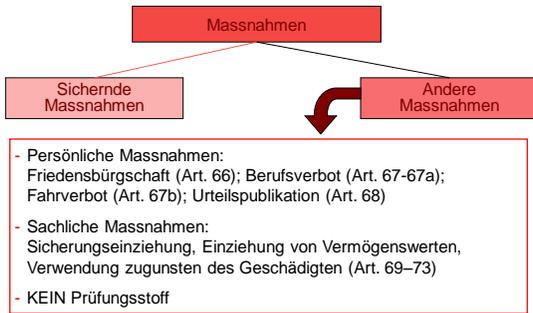 Massnahmen
Sichernde
Massnahmen
Andere
Massnahmen
- Persönliche Massnahmen:
Friedensbürgschaft (Art. 66); Berufsverbot (Art. 67-67a);
Fahrverbot (Art. 67b); Urteilspublikation (Art. 68)
- Sachliche Massnahmen:
Sicherungseinziehung, Einziehung von Vermögenswerten,
Verwendung zugunsten des Geschädigten (Art. 69–73)
- KEIN Prüfungsstoff